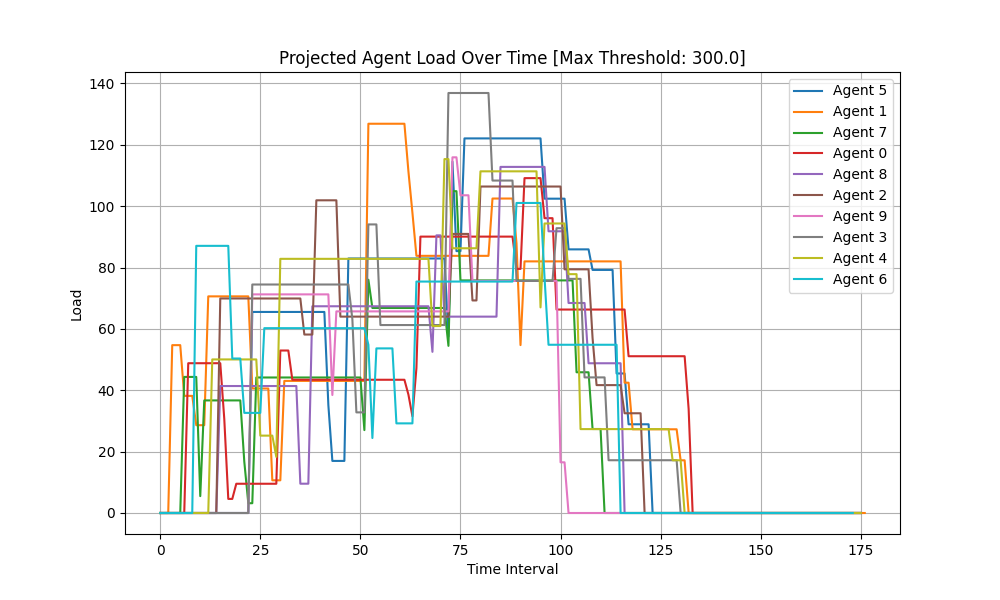 Projected Agent Load Over Time [Max Threshold: 300.0]
Load
140
120
100
80
60
40
20
0
0 25 50 75 100 125 150 175
Time Interval
Agent 5
Agent 1
Agent 7
Agent 0
Agent 8
Agent 2
Agent 9
Agent 3
Agent 4
Agent 6